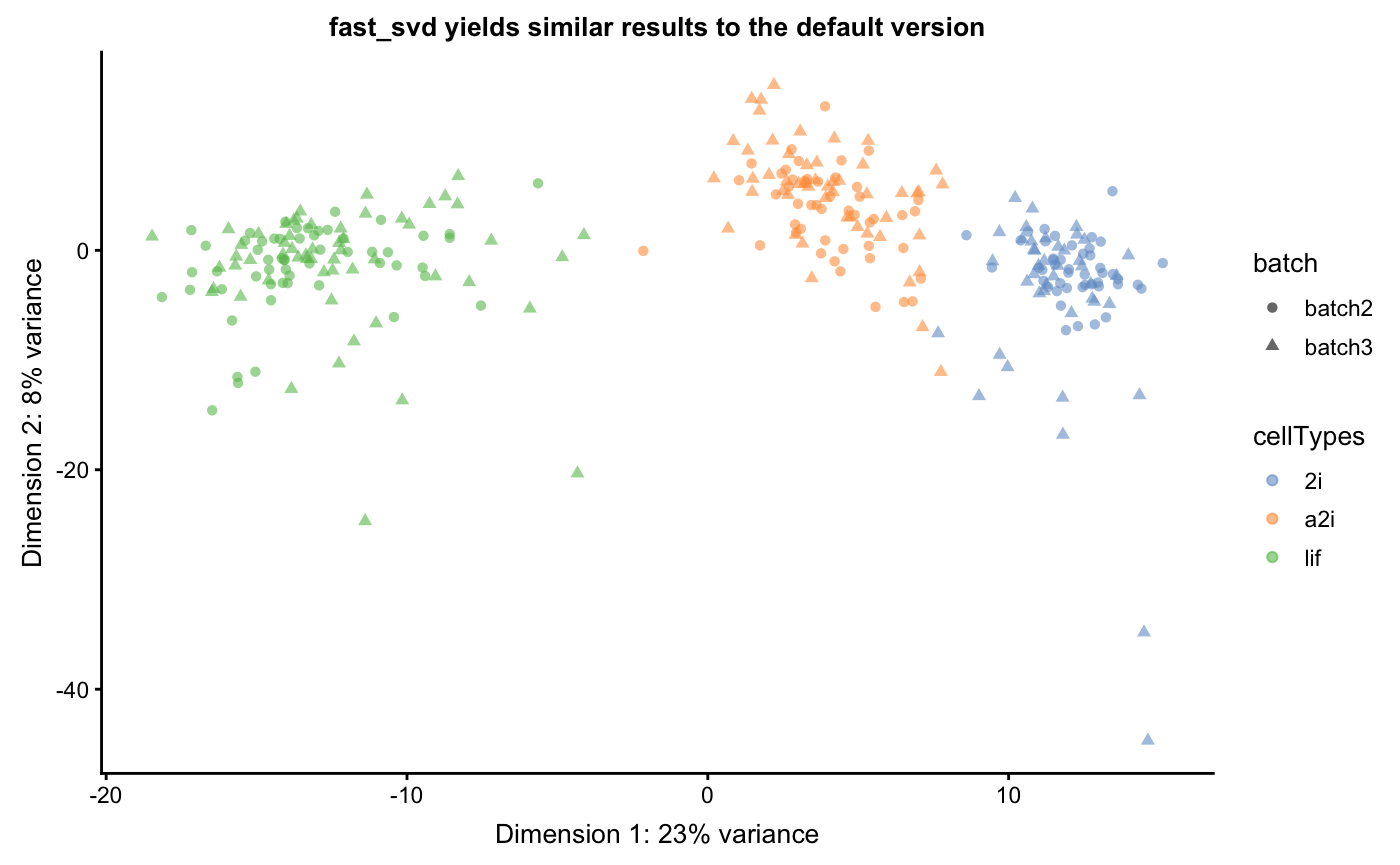 fast_svd yields similar results to the default version
Dimension 2: 8% variance
0
-20
-40
-20
-10
0
10
Dimension 1: 23% variance
batch
batch2
batch3
cellTypes
2i
a2i
lif